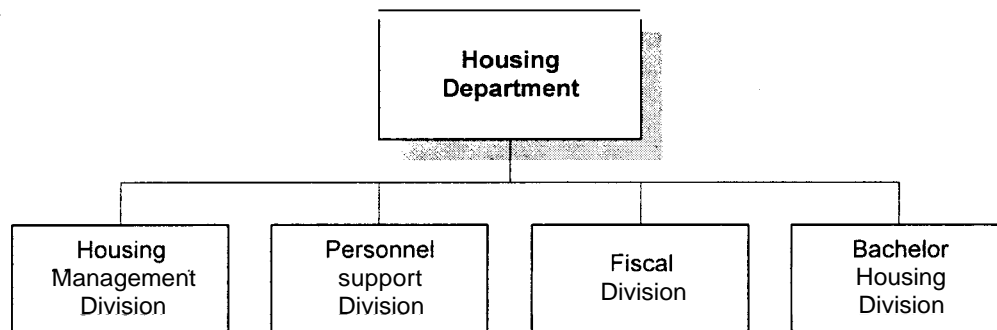 Housing
Department
Housing
Management
Division
Personnel
support
Division
Fiscal
Division
Bachelor
Housing
Division